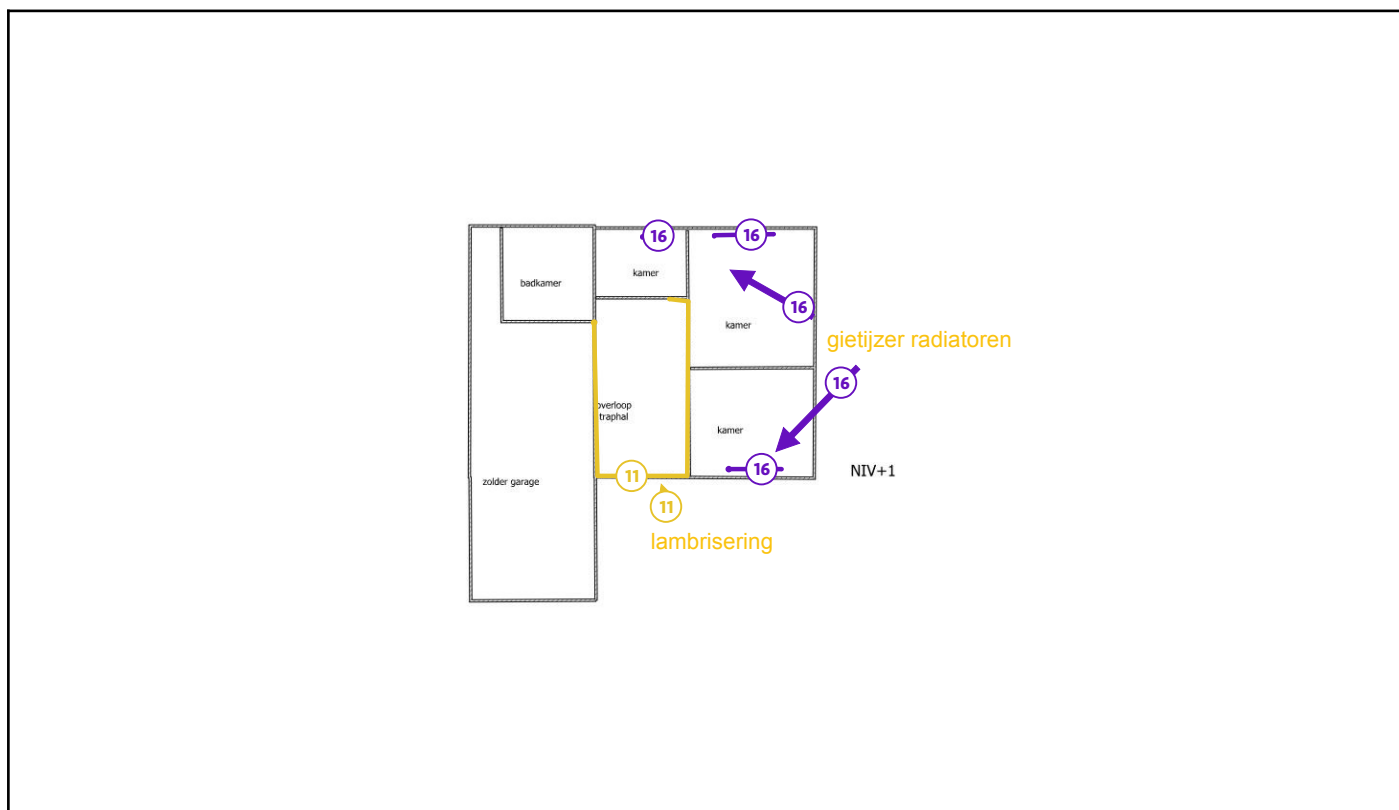 16
16
kamer
badkamer
16
kamer
gietijzer radiatoren
16
overloop
traphal
kamer
16
NIV+1
11
zolder garage
11
lambrisering